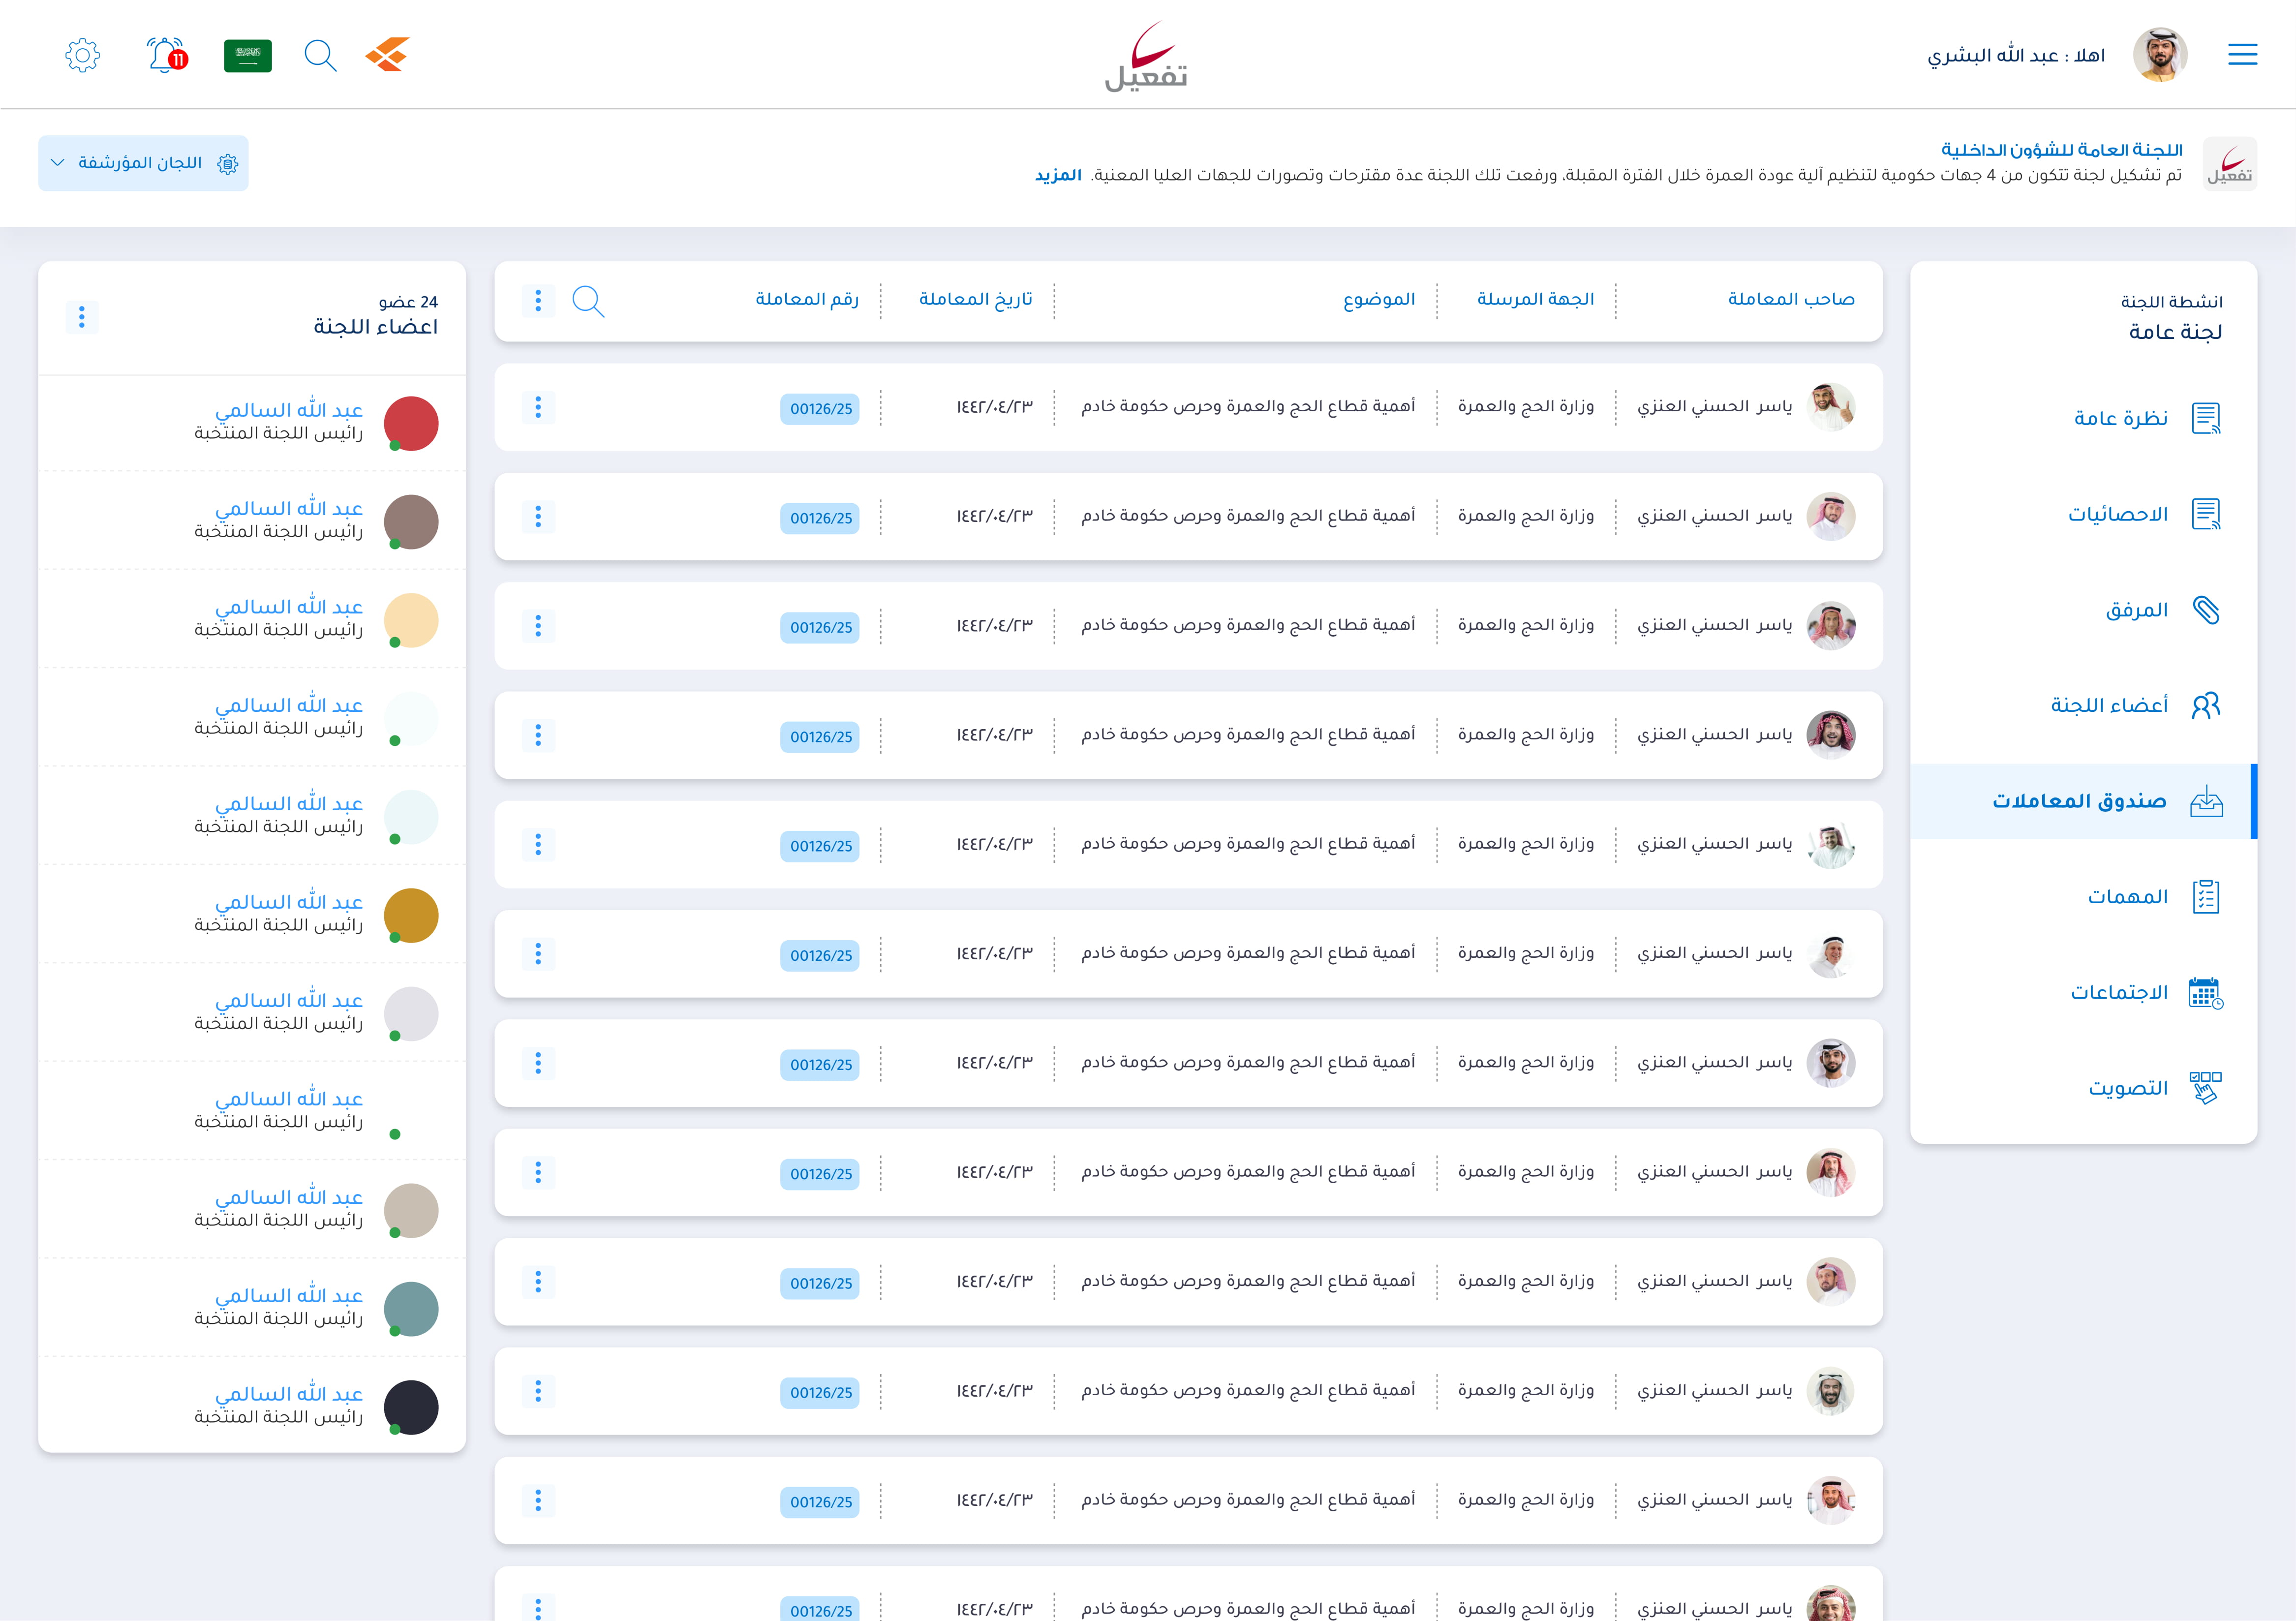 اهلا : عبد الله البشري
تفعيل
11
اللجنة العامة للشؤون الداخلية
تم تشكيل لجنة تتكون من 4 جهات حكومية لتنظيم آلية عودة العمرة خلال الفترة المقبلة، ورفعت تلك اللجنة عدة مقترحات وتصورات للجهات العليا المعنية. المزيد
تفعيل
اللجان المؤرشفة
انشطة اللجنة
لجنة عامة
نظرة عامة
الاحصائيات
المرفق
أعضاء اللجنة
صندوق المعاملات
المهمات
الاجتماعات
التصويت
صاحب المعاملة الجهة المرسلة الموضوع تاريخ المعاملة رقم المعاملة
ياسر الحسني العنزي وزارة الحج والعمرة أهمية قطاع الحج والعمرة وحرص حكومة خادم ١٤٤٢/٠٤/٢٣ 00126/25
ياسر الحسني العنزي وزارة الحج والعمرة أهمية قطاع الحج والعمرة وحرص حكومة خادم ١٤٤٢/٠٤/٢٣ 00126/25
ياسر الحسني العنزي وزارة الحج والعمرة أهمية قطاع الحج والعمرة وحرص حكومة خادم ١٤٤٢/٠٤/٢٣ 00126/25
ياسر الحسني العنزي وزارة الحج والعمرة أهمية قطاع الحج والعمرة وحرص حكومة خادم ١٤٤٢/٠٤/٢٣ 00126/25
ياسر الحسني العنزي وزارة الحج والعمرة أهمية قطاع الحج والعمرة وحرص حكومة خادم ١٤٤٢/٠٤/٢٣ 00126/25
ياسر الحسني العنزي وزارة الحج والعمرة أهمية قطاع الحج والعمرة وحرص حكومة خادم ١٤٤٢/٠٤/٢٣ 00126/25
ياسر الحسني العنزي وزارة الحج والعمرة أهمية قطاع الحج والعمرة وحرص حكومة خادم ١٤٤٢/٠٤/٢٣ 00126/25
ياسر الحسني العنزي وزارة الحج والعمرة أهمية قطاع الحج والعمرة وحرص حكومة خادم ١٤٤٢/٠٤/٢٣ 00126/25
ياسر الحسني العنزي وزارة الحج والعمرة أهمية قطاع الحج والعمرة وحرص حكومة خادم ١٤٤٢/٠٤/٢٣ 00126/25
ياسر الحسني العنزي وزارة الحج والعمرة أهمية قطاع الحج والعمرة وحرص حكومة خادم ١٤٤٢/٠٤/٢٣ 00126/25
ياسر الحسني العنزي وزارة الحج والعمرة أهمية قطاع الحج والعمرة وحرص حكومة خادم ١٤٤٢/٠٤/٢٣ 00126/25
ياسر الحسني العنزي وزارة الحج والعمرة أهمية قطاع الحج والعمرة وحرص حكومة خادم ١٤٤٢/٠٤/٢٣ 00126/25
24 عضو
اعضاء اللجنة
عبد الله السالمي
رائيس اللجنة المنتخبة
عبد الله السالمي
رائيس اللجنة المنتخبة
عبد الله السالمي
رائيس اللجنة المنتخبة
عبد الله السالمي
رائيس اللجنة المنتخبة
عبد الله السالمي
رائيس اللجنة المنتخبة
عبد الله السالمي
رائيس اللجنة المنتخبة
عبد الله السالمي
رائيس اللجنة المنتخبة
عبد الله السالمي
رائيس اللجنة المنتخبة
عبد الله السالمي
رائيس اللجنة المنتخبة
عبد الله السالمي
رائيس اللجنة المنتخبة
عبد الله السالمي
رائيس اللجنة المنتخبة